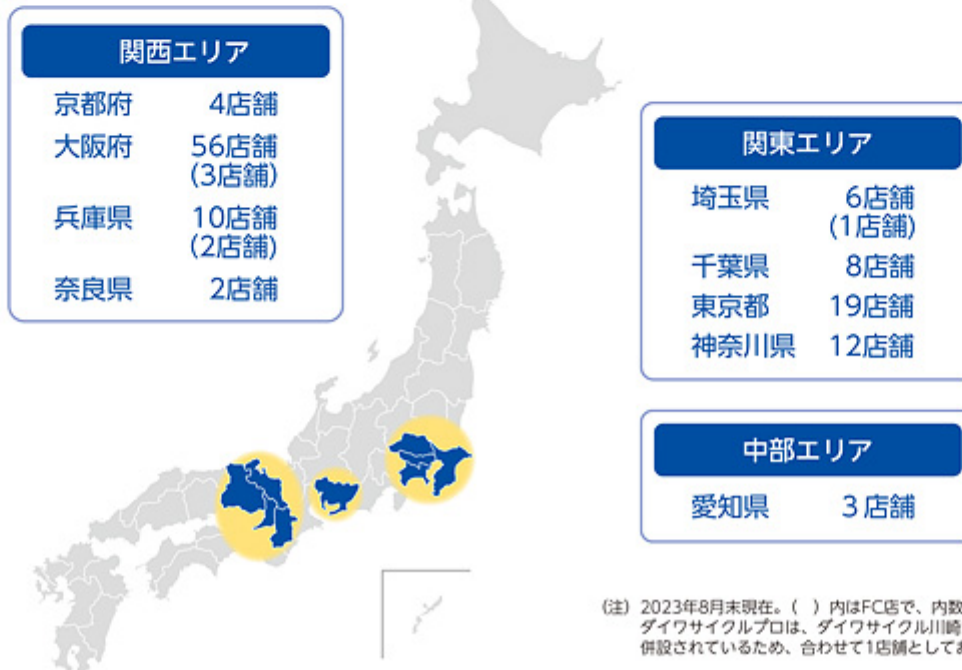 関西エリア
京都府 4店舗
大阪府 56店舗
(3店舗)
兵庫県 10店舗
(2店舗)
奈良県 2店舗
関東エリア
埼玉県 6店舗
(1店舗)
千葉県 8店舗
東京都 19店舗
神奈川県 12店舗
中部エリア
愛知県 3店舗
(注) 2023年8月末現在。( )内はFC店で、内数
ダイワサイクルプロは、ダイワサイクル川崎
併設されているため、合わせて1店舗として